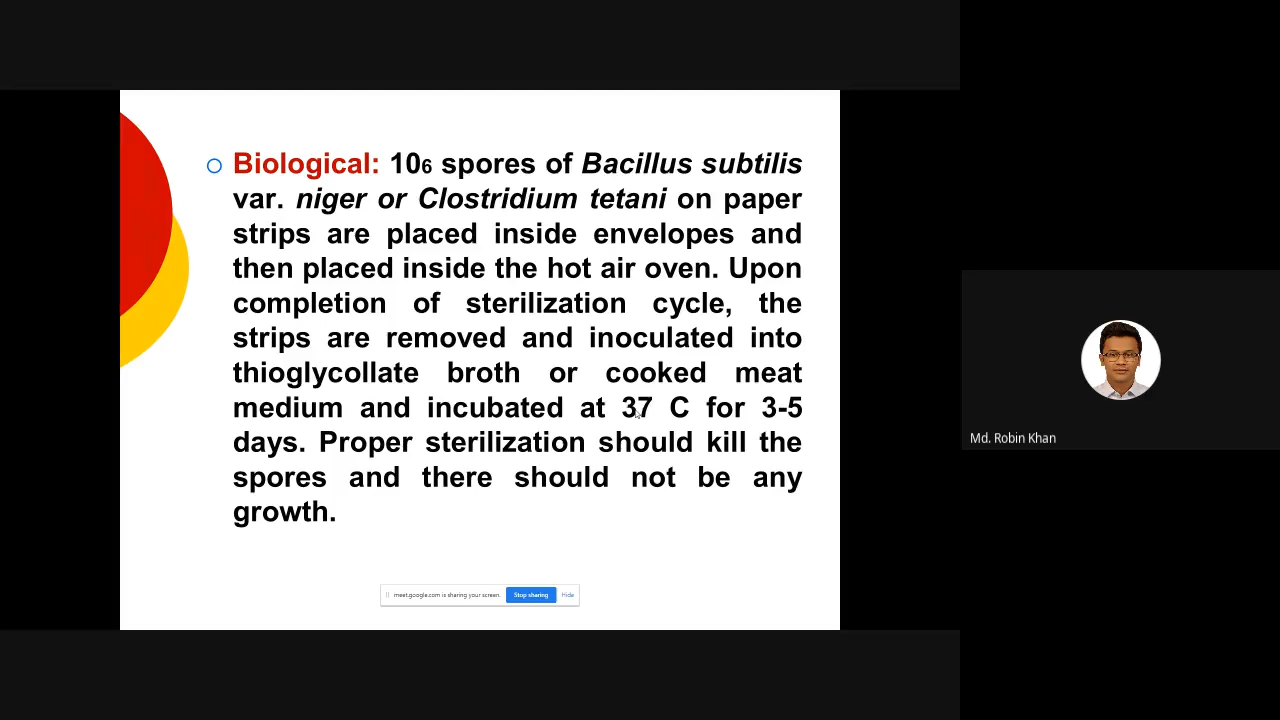 Biological: 106 spores of Bacillus subtilis
var. niger or Clostridium tetani on paper
strips are placed inside envelopes and
then placed inside the hot air oven. Upon
completion of sterilization cycle, the
strips are removed and inoculated into
thioglycollate broth or cooked meat
medium and incubated at 37 C for 3-5
days. Proper sterilization should kill the
spores and there should not be any
growth.
meet.google.com is sharing your screen. Stop sharing Hide
Md. Robin Khan